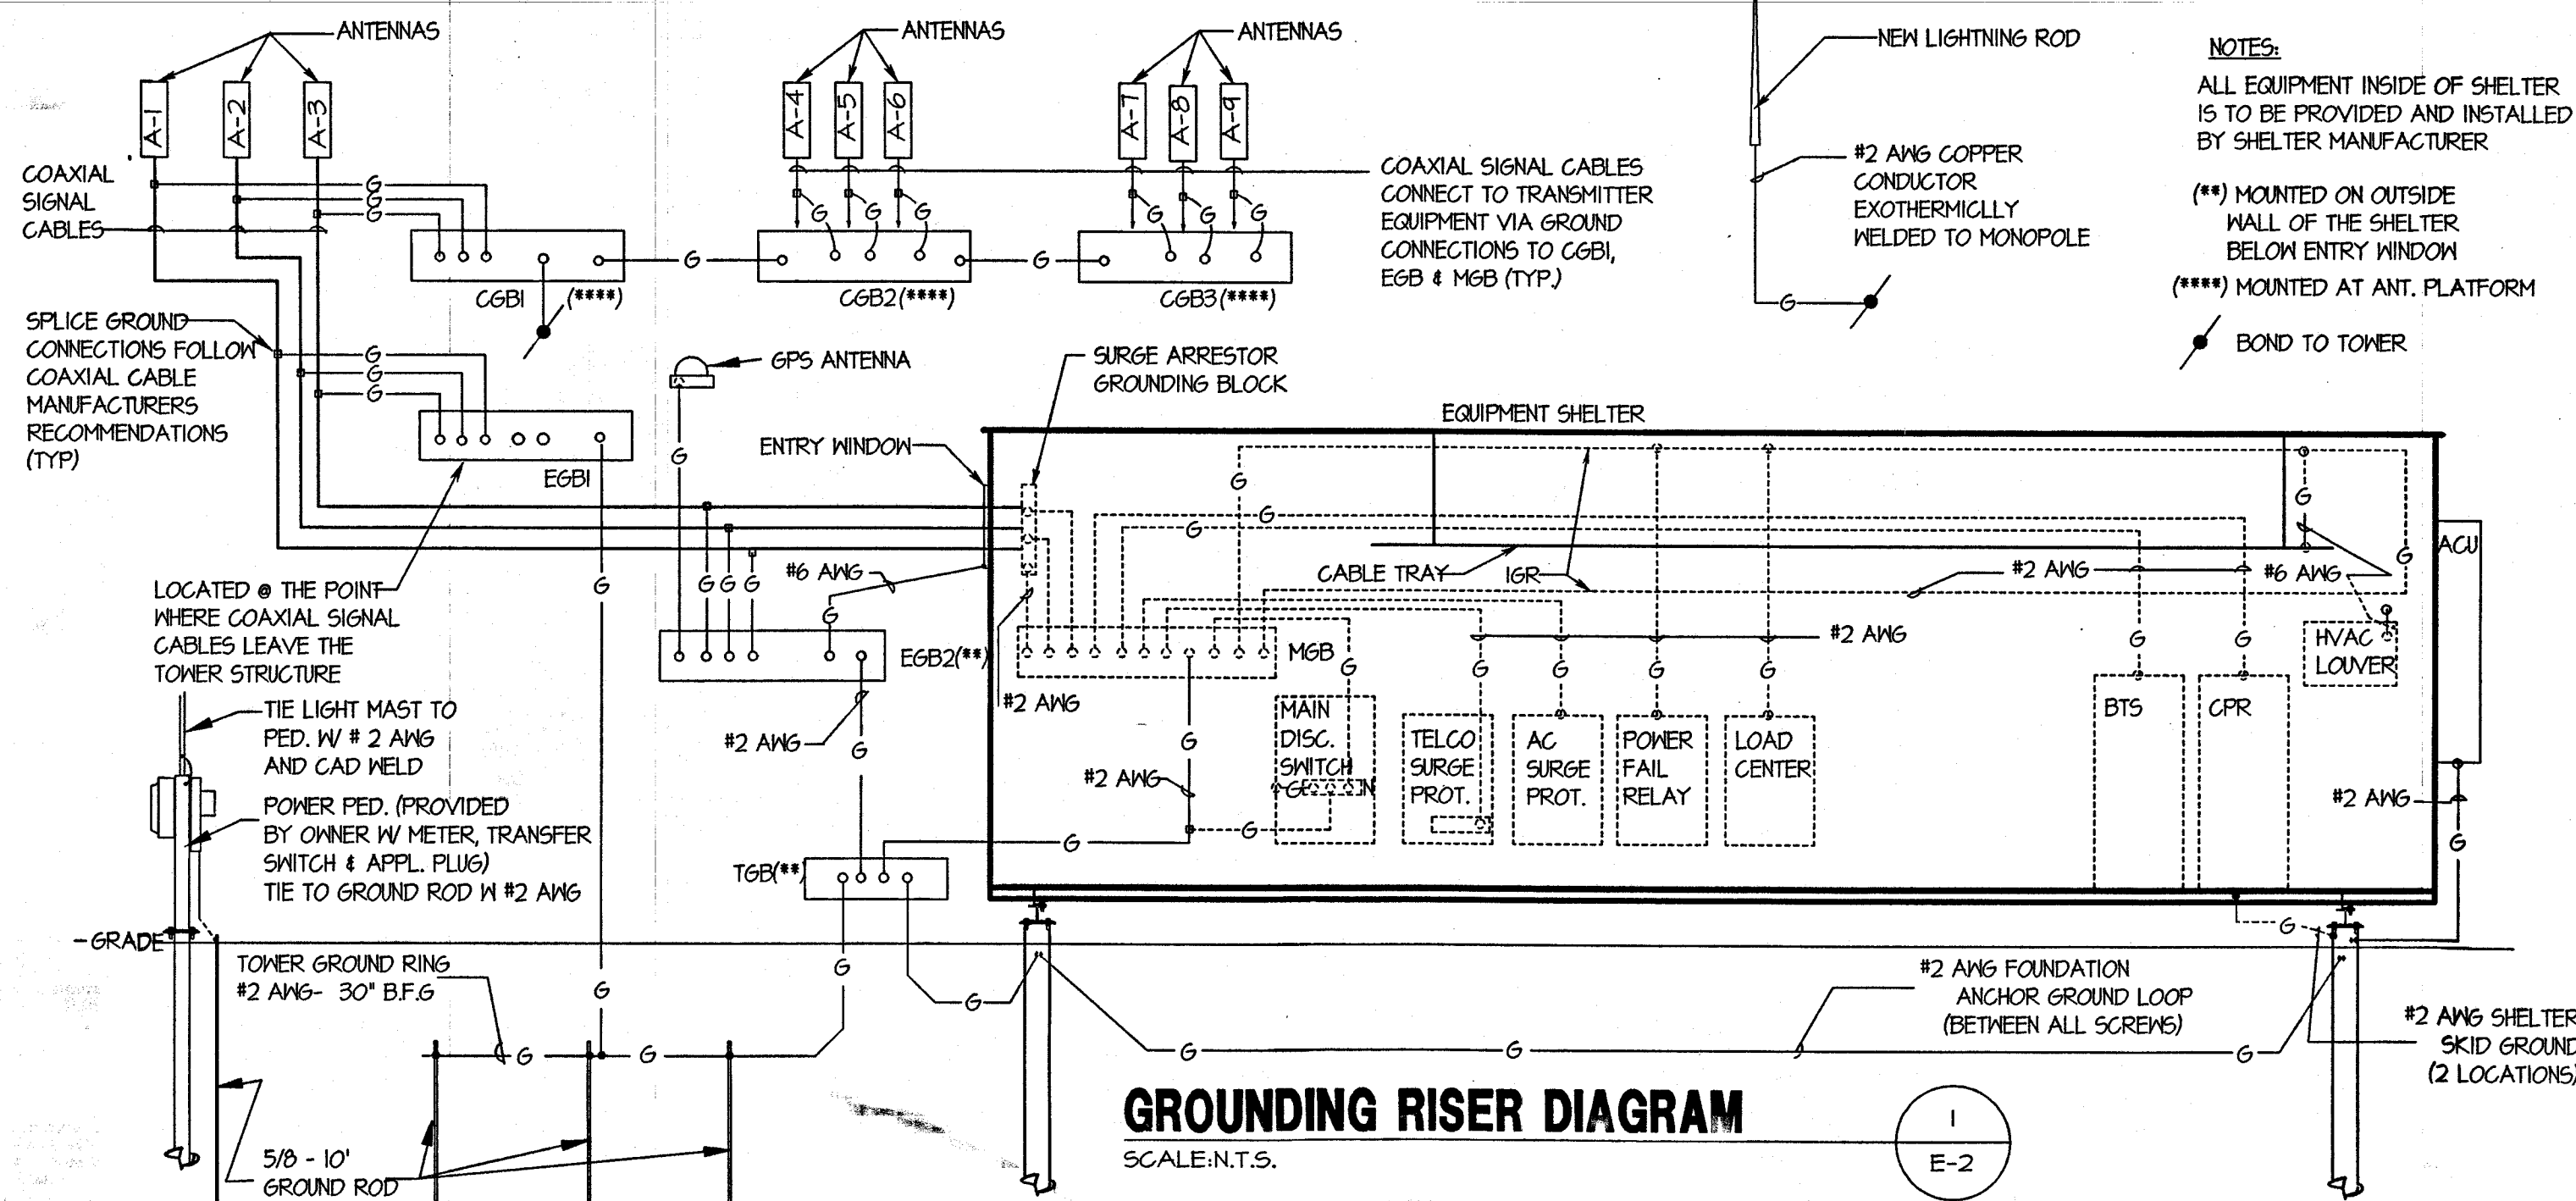 ANTENNAS
ANTENNAS
ANTENNAS
A-1
A-2
A-3
A-4
A-5
A-6
A-7
A-8
A-9
NEW LIGHTNING ROD
NOTES:
ALL EQUIPMENT INSIDE OF SHELTER
IS TO BE PROVIDED AND INSTALLED
BY SHELTER MANUFACTURER
(**) MOUNTED ON OUTSIDE
WALL OF THE SHELTER
BELOW ENTRY WINDOW
(****) MOUNTED AT ANT. PLATFORM
BOND TO TOWER
#2 AWG COPPER
CONDUCTOR
EXOTHERMICLLY
WELDED TO MONOPOLE
G
COAXIAL SIGNAL CABLES
CONNECT TO TRANSMITTER
EQUIPMENT VIA GROUND
CONNECTIONS TO CGB1,
EGB & MGB (TYP.)
COAXIAL
SIGNAL
CABLES
G
G
G
G
G
G
G
G
G
G
G
CGB1
(****)
CGB2(****)
CGB3(****)
SPLICE GROUND
CONNECTIONS FOLLOW
COAXIAL CABLE
MANUFACTURERS
RECOMMENDATIONS
(TYP)
G
G
G
EGB1
GPS ANTENNA
G
SURGE ARRESTOR
GROUNDING BLOCK
ENTRY WINDOW
EQUIPMENT SHELTER
G
G
G
G
G
CABLE TRAY
IGR
#2 AWG
#6 AWG
ACU
LOCATED @ THE POINT
WHERE COAXIAL SIGNAL
CABLES LEAVE THE
TOWER STRUCTURE
G
G
G
G
#6 AWG
G
EGB2(**)
#2 AWG
G
#2 AWG
MGB
G
#2 AWG
G
G
G
G
G
G
HVAC
LOUVER
MAIN
DISC.
SWITCH
G
N
TELCO
SURGE
PROT.
AC
SURGE
PROT.
POWER
FAIL
RELAY
LOAD
CENTER
BTS
CPR
G
#2 AWG
G
G
#2 AWG
G
TIE LIGHT MAST TO
PED. W/ # 2 AWG
AND CAD WELD
POWER PED. (PROVIDED
BY OWNER W/ METER, TRANSFER
SWITCH & APPL. PLUG)
TIE TO GROUND ROD W #2 AWG
TGB(**)
-GRADE
TOWER GROUND RING
#2 AWG- 30" B.F.G
G
G
G
G
G
G
#2 AWG FOUNDATION
ANCHOR GROUND LOOP
(BETWEEN ALL SCREWS)
G
G
G
G
#2 AWG SHELTER
SKID GROUND
(2 LOCATIONS)
5/8 - 10'
GROUND ROD
GROUNDING RISER DIAGRAM
SCALE:N.T.S.
1
E-2